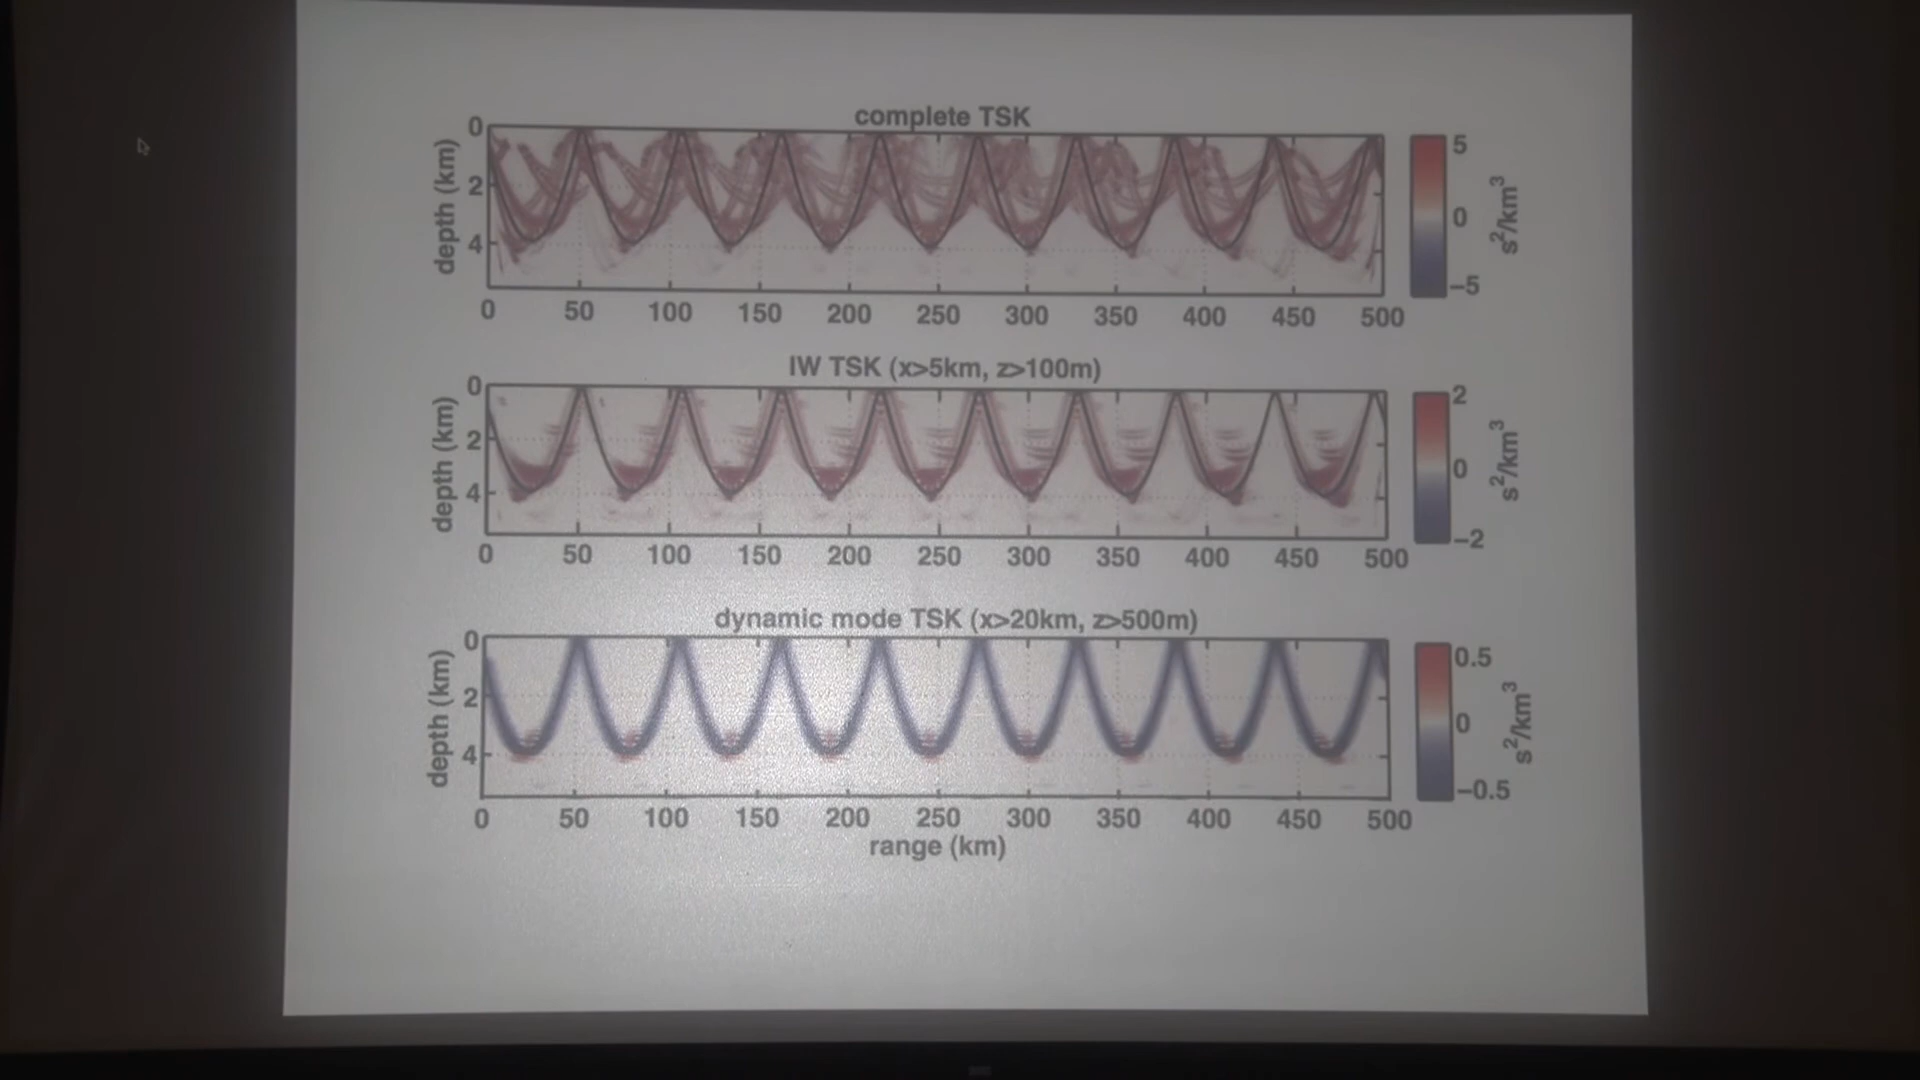 complete TSK
0
2
4
depth (km)
0 50 100 150 200 250 300 350 400 450 500
5
0
−5
s²/km³
IW TSK (x>5km, z>100m)
0
2
4
depth (km)
0 50 100 150 200 250 300 350 400 450 500
2
0
−2
s²/km³
dynamic mode TSK (x>20km, z>500m)
0
2
4
depth (km)
0 50 100 150 200 250 300 350 400 450 500
range (km)
0.5
0
−0.5
s²/km³